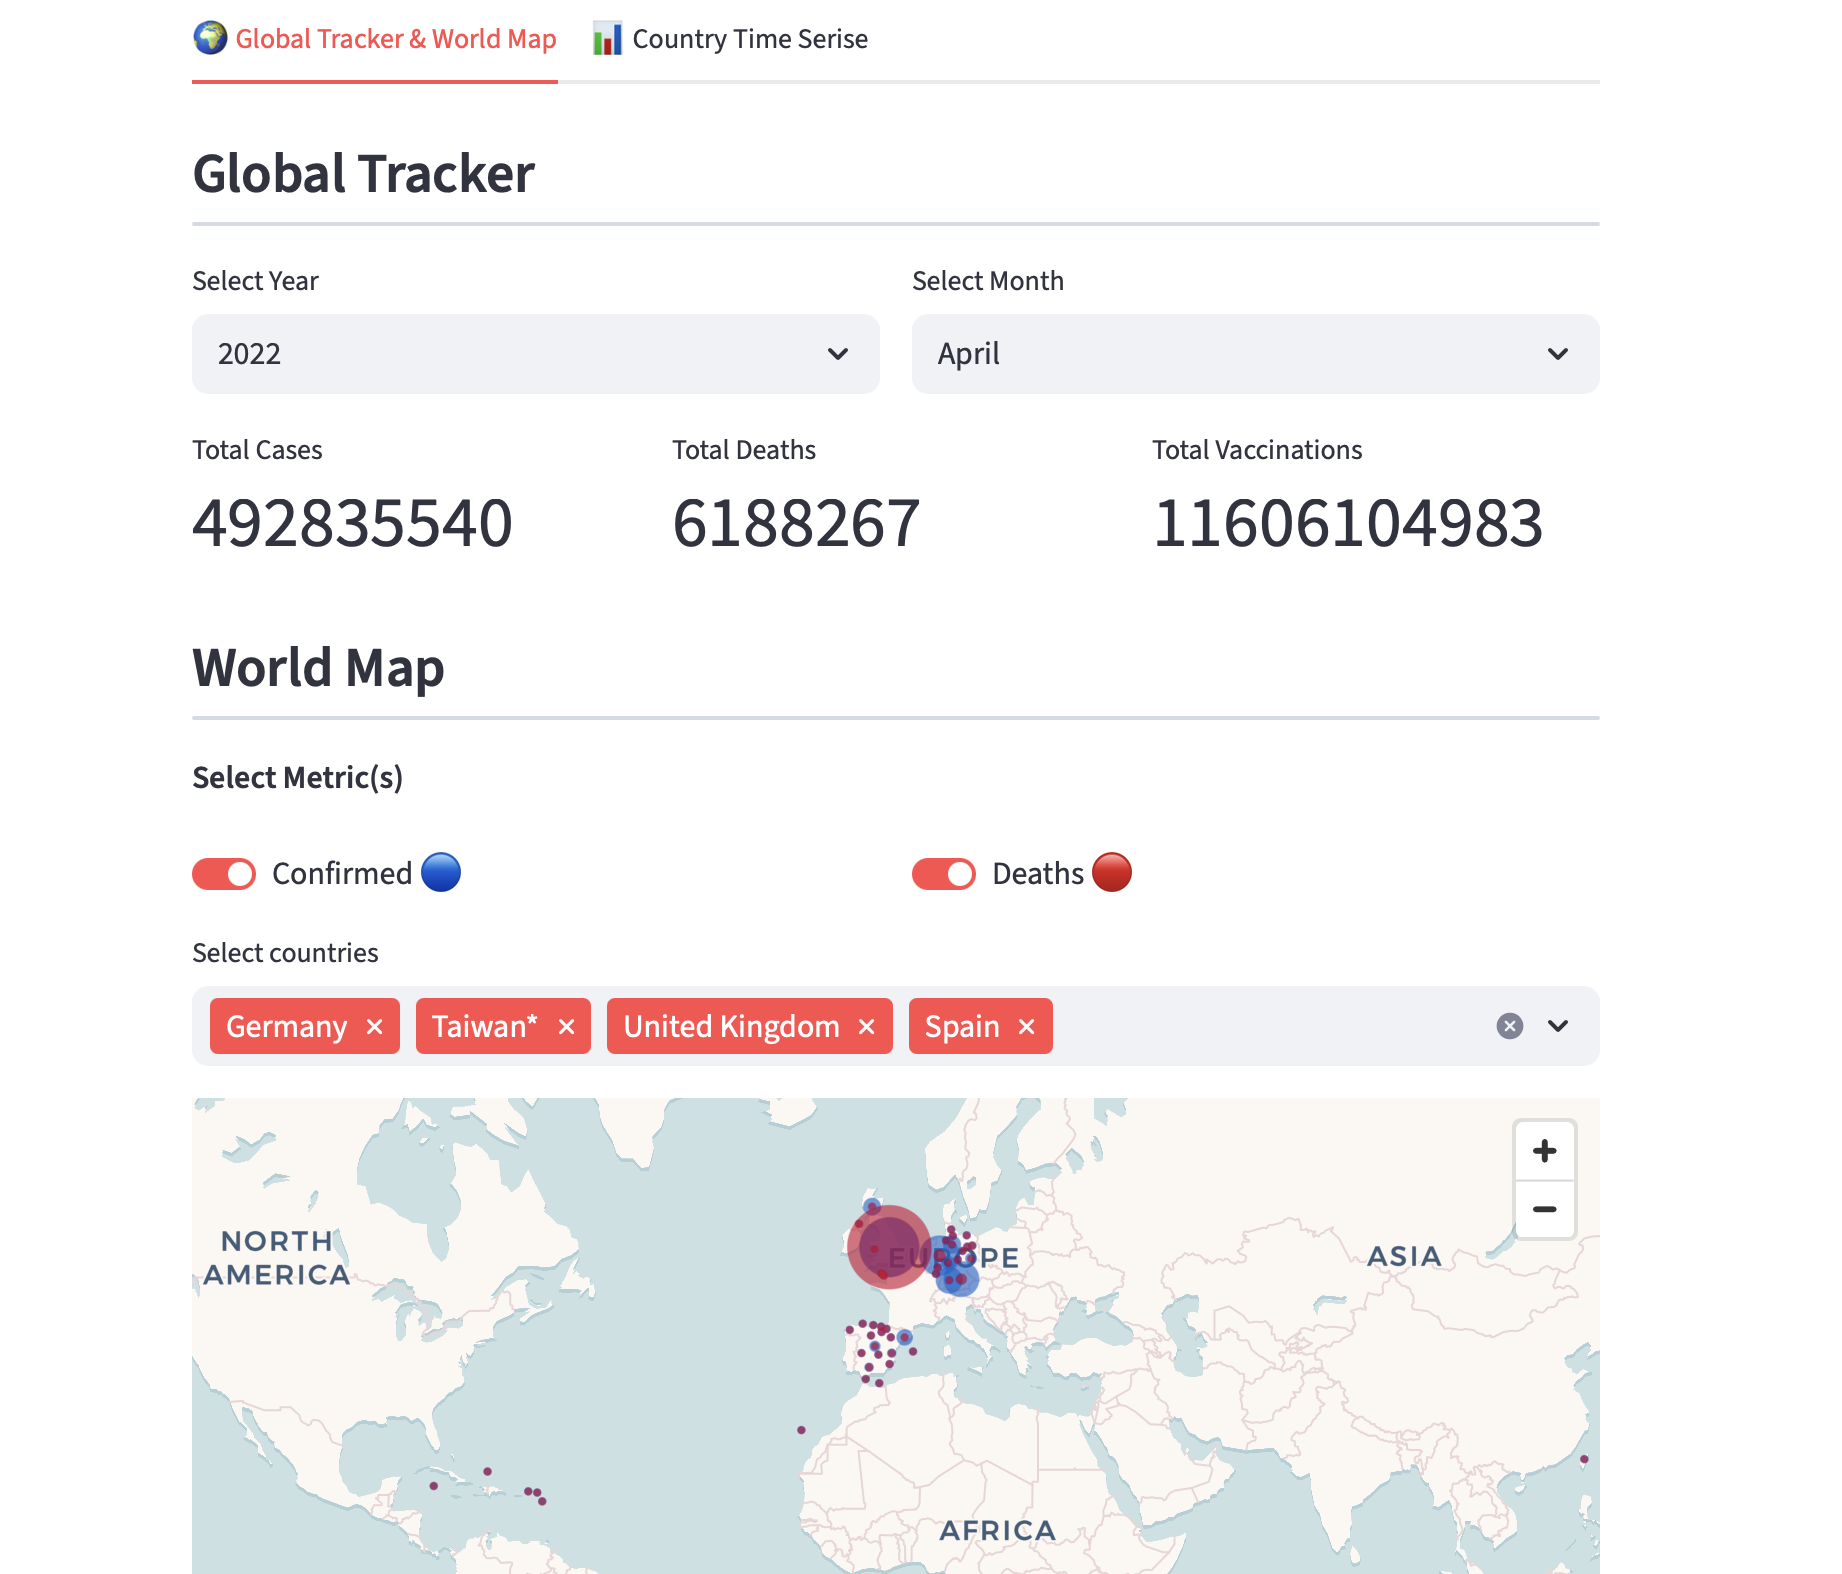 Global Tracker & World Map
Country Time Serise
Global Tracker
Select Year
Select Month
2022
April
Total Cases
Total Deaths
Total Vaccinations
492835540
6188267
11606104983
World Map
Select Metric(s)
Confirmed
Deaths
Select countries
Germany
Taiwan*
United Kingdom
Spain
NORTH
AMERICA
EUROPE
ASIA
AFRICA